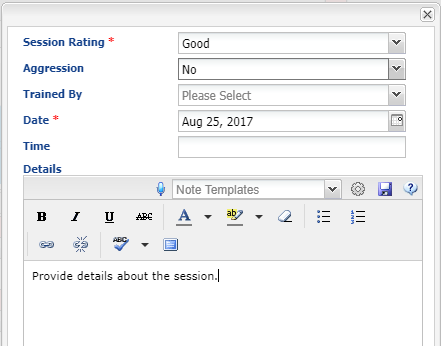 Session Rating *
Good
Aggression
No
Trained By
Please Select
Date *
Aug 25, 2017
Time
Details
Note Templates
B I U ABC A ab
ABC
Provide details about the session.